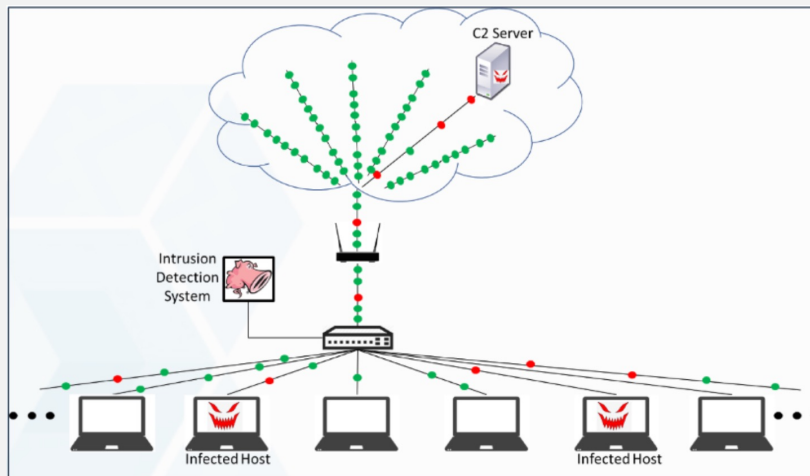 C2 Server
Intrusion
Detection
System
Infected Host
Infected Host